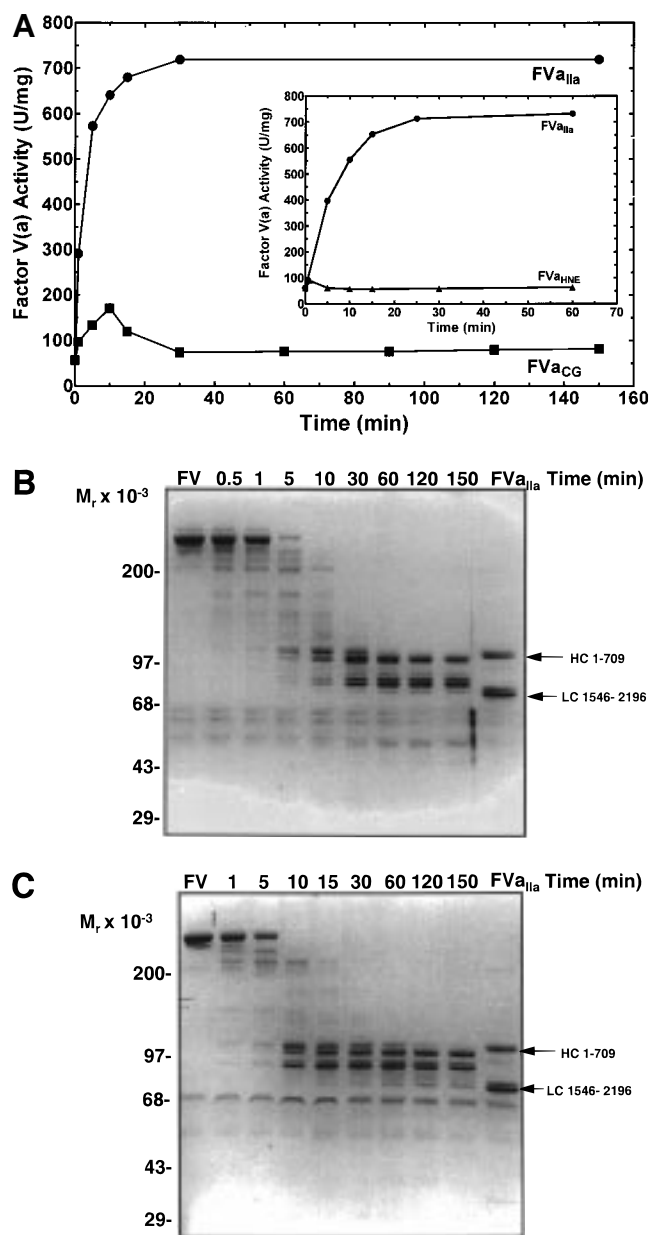 A
Factor V(a) Activity (U/mg)
800
700
600
500
400
300
200
100
0
0 20 40 60 80 100 120 140 160
Time (min)
FVaIIa
FVaCG
Factor V(a) Activity (U/mg)
800
700
600
500
400
300
200
100
0
0 10 20 30 40 50 60 70
Time (min)
FVaIIa
FVaHNE
B
FV 0.5 1 5 10 30 60 120 150 FVaIIa Time (min)
Mr x 10-3
200-
97-
68-
43-
29-
HC 1-709
LC 1546-2196
C
FV 1 5 10 15 30 60 120 150 FVaIIa Time (min)
Mr x 10-3
200-
97-
68-
43-
29-
HC 1-709
LC 1546-2196